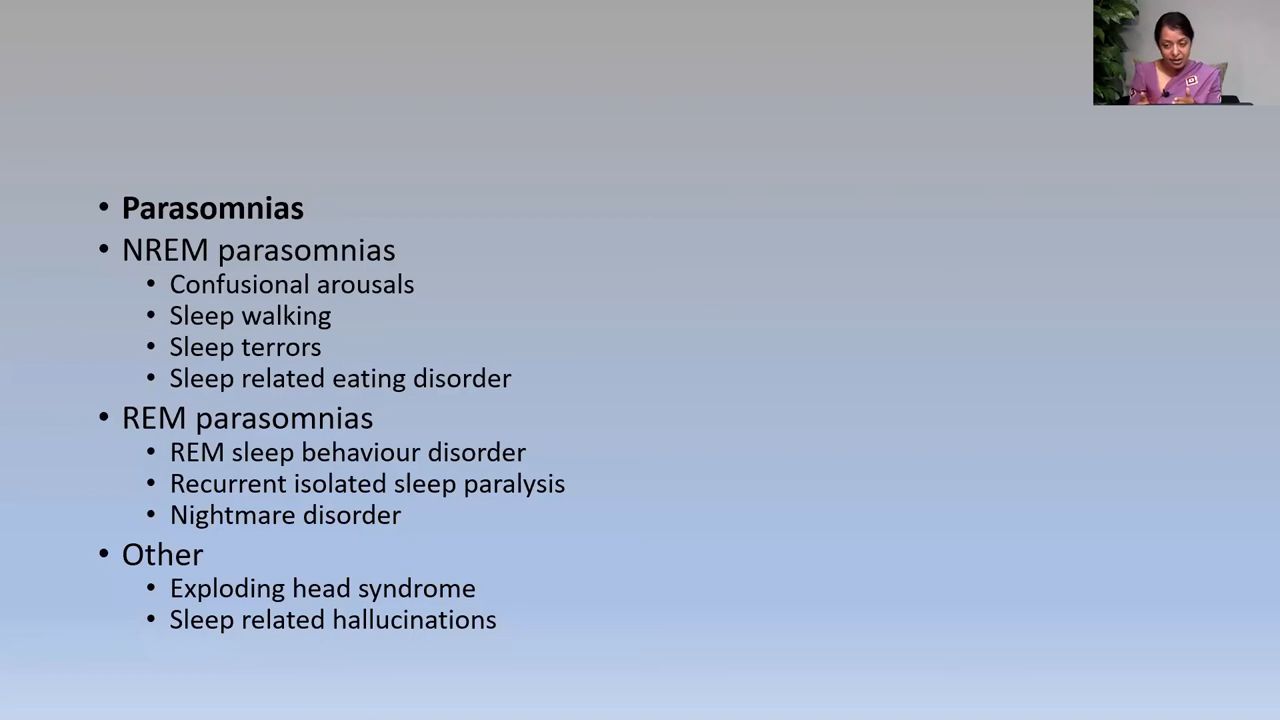 • Parasomnias
• NREM parasomnias
• Confusional arousals
• Sleep walking
• Sleep terrors
• Sleep related eating disorder
• REM parasomnias
• REM sleep behaviour disorder
• Recurrent isolated sleep paralysis
• Nightmare disorder
• Other
• Exploding head syndrome
• Sleep related hallucinations